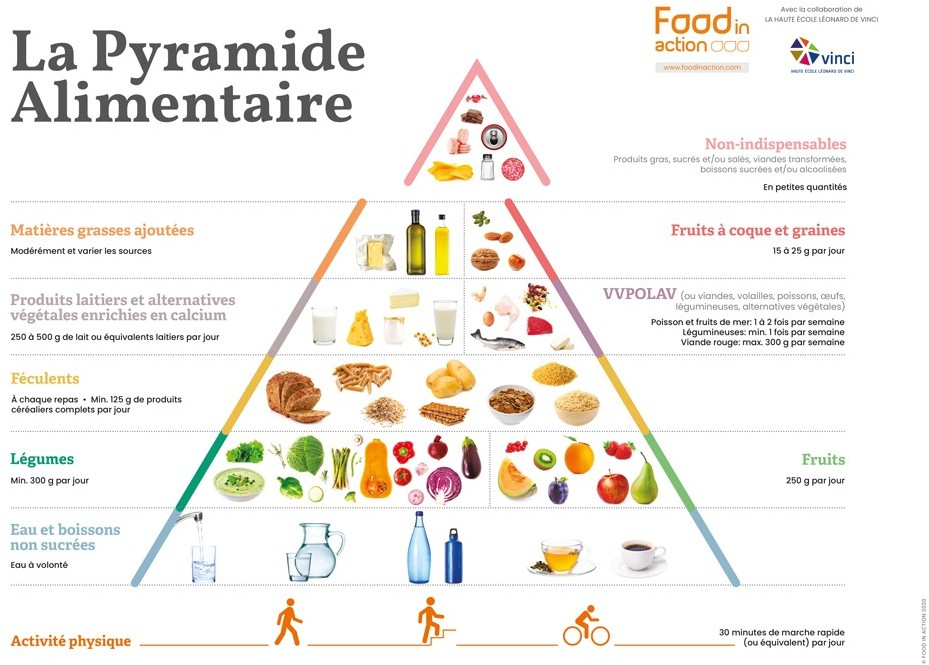 La Pyramide
Alimentaire
Food in
action
www.foodinaction.com
Avec la collaboration de
LA HAUTE ÉCOLE LÉONARD DE VINCI
vinci
HAUTE ÉCOLE LÉONARD DE VINCI
Non-indispensables
Produits gras, sucrés et/ou salés, viandes transformées,
boissons sucrées et/ou alcoolisées
En petites quantités
Matières grasses ajoutées
Modérément et varier les sources
Fruits à coque et graines
15 à 25 g par jour
Produits laitiers et alternatives
végétales enrichies en calcium
250 à 500 g de lait ou équivalents laitiers par jour
VVPOLAV (ou viandes, volailles, poissons, œufs,
légumineuses, alternatives végétales)
Poisson et fruits de mer: 1 à 2 fois par semaine
Légumineuses: min. 1 fois par semaine
Viande rouge: max. 300 g par semaine
Féculents
À chaque repas • Min. 125 g de produits
céréaliers complets par jour
Légumes
Min. 300 g par jour
Fruits
250 g par jour
Eau et boissons
non sucrées
Eau à volonté
Activité physique
30 minutes de marche rapide
(ou équivalent) par jour
© FOOD IN ACTION 2020